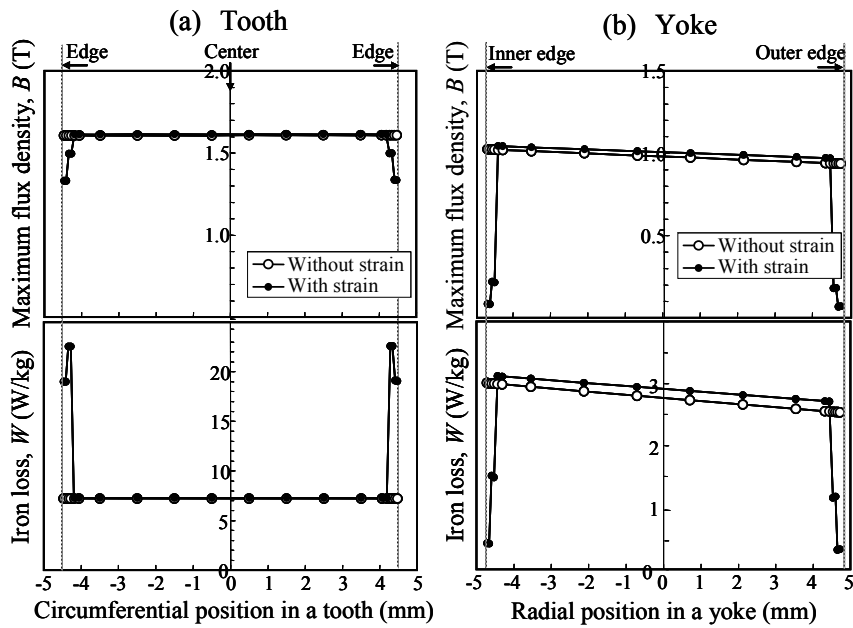 (a) Tooth
Edge
Center
Edge
Maximum flux density, B (T)
2.0
1.5
1.0
Without strain
With strain
Iron loss, W (W/kg)
20
15
10
5
0
-5 -4 -3 -2 -1 0 1 2 3 4 5
Circumferential position in a tooth (mm)
(b) Yoke
Inner edge
Outer edge
Maximum flux density, B (T)
1.5
1.0
0.5
Without strain
With strain
Iron loss, W (W/kg)
3
2
1
0
-5 -4 -3 -2 -1 0 1 2 3 4 5
Radial position in a yoke (mm)